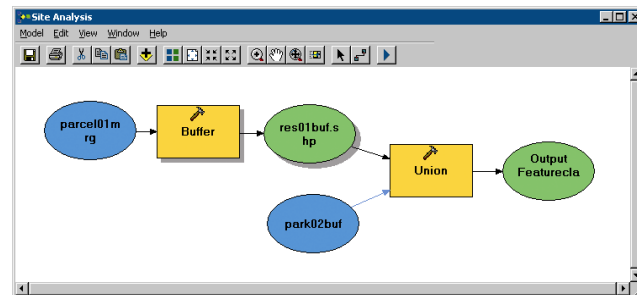 Site Analysis
Model Edit View Window Help
parcel01m
rg
Buffer
res01buf.s
hp
Union
Output
Featurecla
park02buf